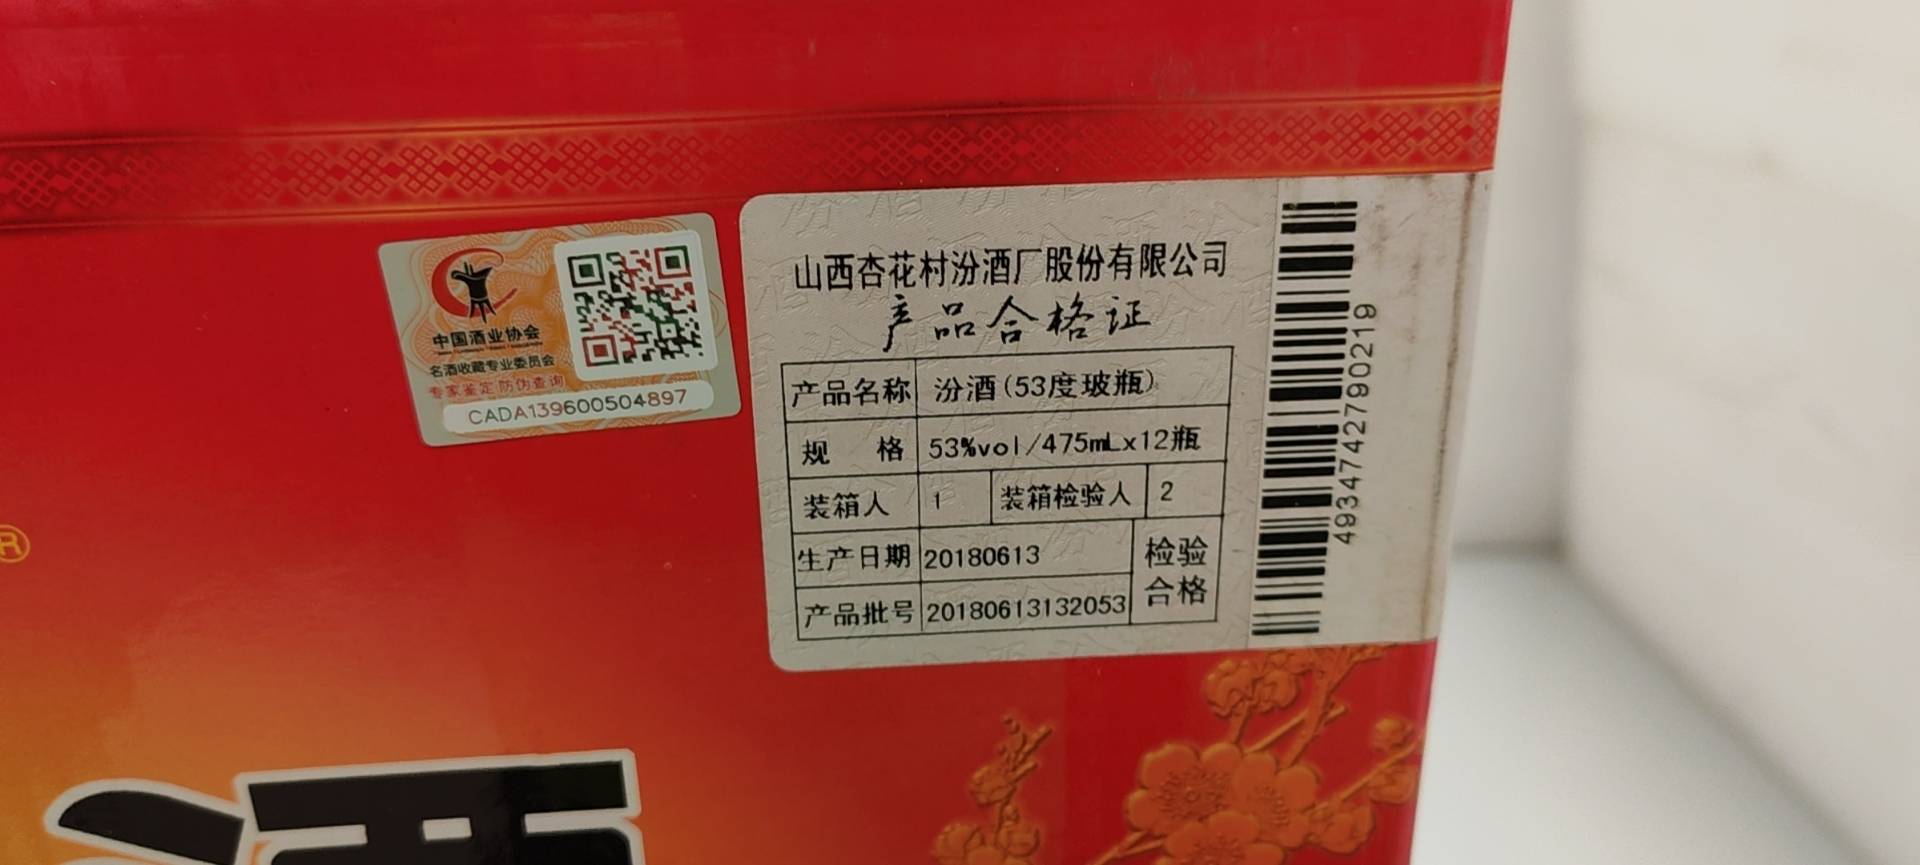 中国酒业协会
名酒收藏专业委员会
专家鉴定 防伪查询
CADA139600504897
山西杏花村汾酒厂股份有限公司
产品合格证
产品名称 汾酒(53度玻瓶)
规 格 53%vol/475mLx12瓶
装箱人 1 装箱检验人 2
生产日期 20180613 检验合格
产品批号 20180613132053
4934742790219
®
酒